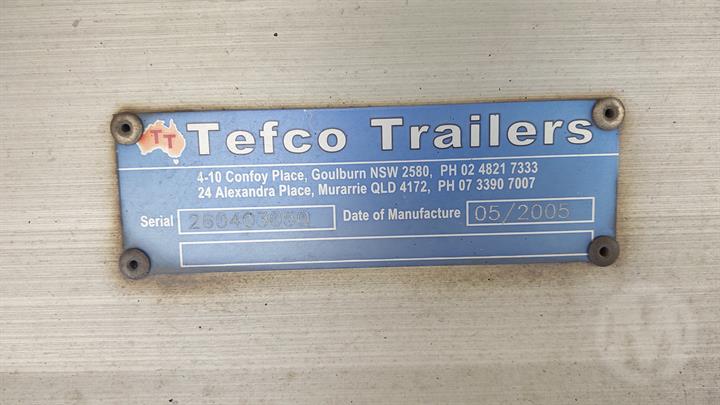 TT Tefco Trailers
4-10 Confoy Place, Goulburn NSW 2580, PH 02 4821 7333
24 Alexandra Place, Murarrie QLD 4172, PH 07 3390 7007
Serial Date of Manufacture 05/2005